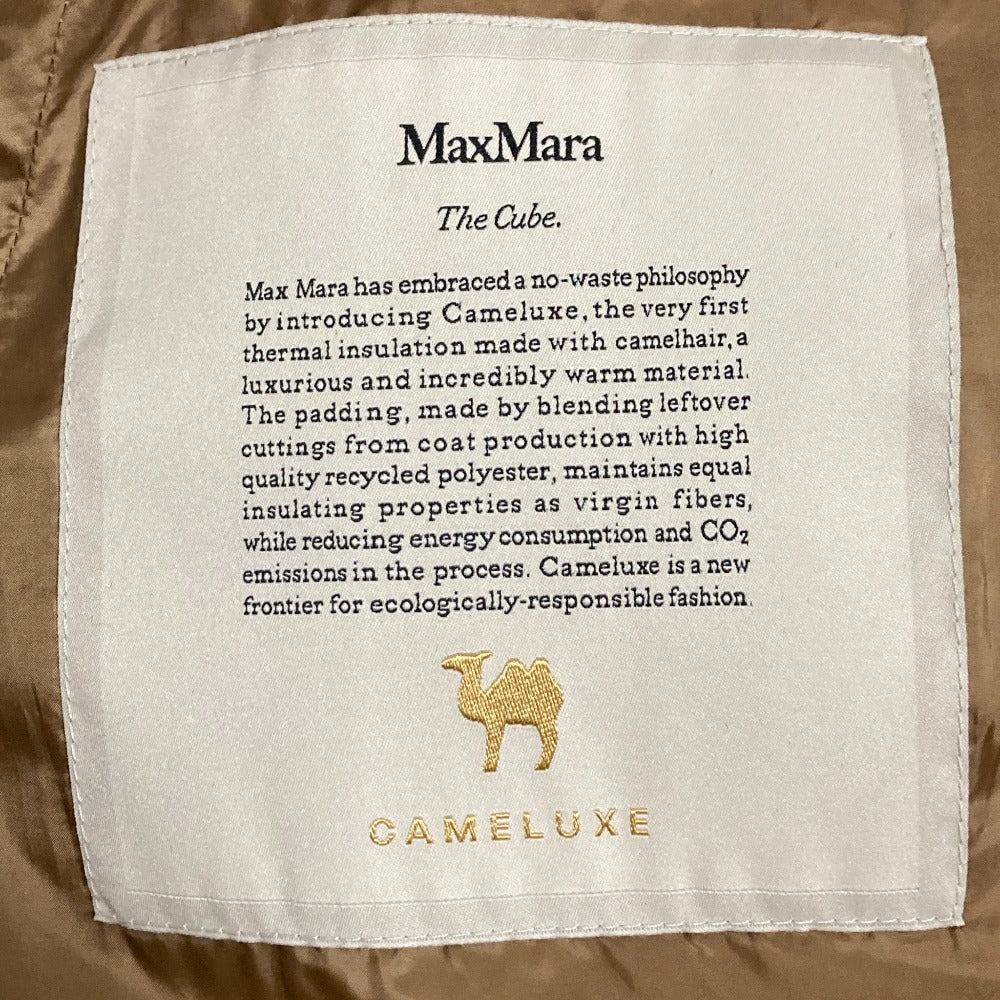 MaxMara
The Cube.
Max Mara has embraced a no-waste philosophy
by introducing Cameluxe, the very first
thermal insulation made with camelhair, a
luxurious and incredibly warm material.
The padding, made by blending leftover
cuttings from coat production with high
quality recycled polyester, maintains equal
insulating properties as virgin fibers,
while reducing energy consumption and CO₂
emissions in the process. Cameluxe is a new
frontier for ecologically-responsible fashion.
CAMELUXE